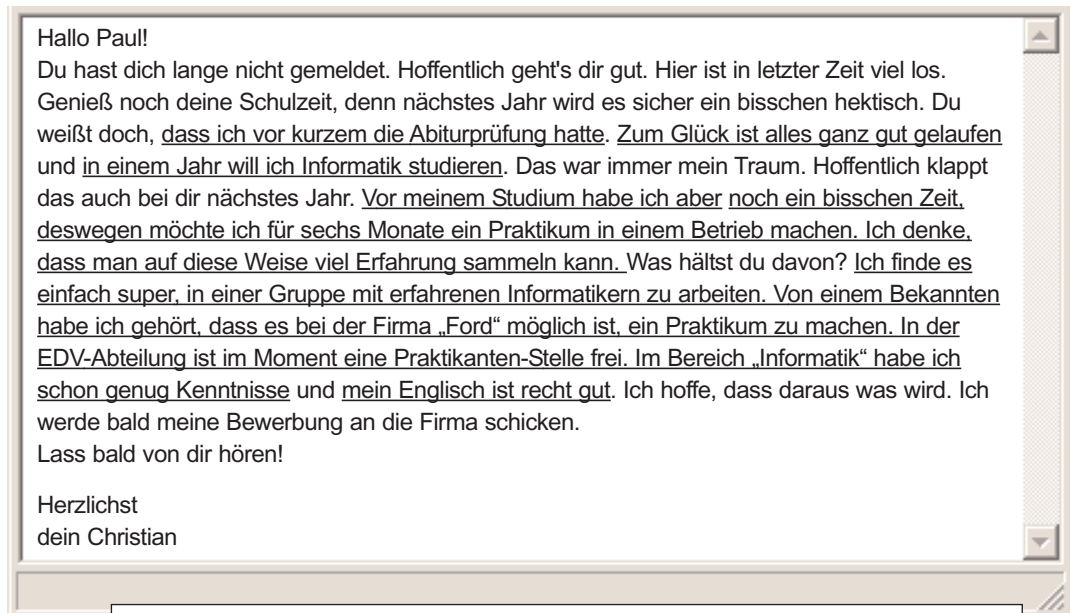 Hallo Paul!
Du hast dich lange nicht gemeldet. Hoffentlich geht's dir gut. Hier ist in letzter Zeit viel los.
Genieß noch deine Schulzeit, denn nächstes Jahr wird es sicher ein bisschen hektisch. Du
weißt doch, dass ich vor kurzem die Abiturprüfung hatte. Zum Glück ist alles ganz gut gelaufen
und in einem Jahr will ich Informatik studieren. Das war immer mein Traum. Hoffentlich klappt
das auch bei dir nächstes Jahr. Vor meinem Studium habe ich aber noch ein bisschen Zeit,
deswegen möchte ich für sechs Monate ein Praktikum in einem Betrieb machen. Ich denke,
dass man auf diese Weise viel Erfahrung sammeln kann. Was hältst du davon? Ich finde es
einfach super, in einer Gruppe mit erfahrenen Informatikern zu arbeiten. Von einem Bekannten
habe ich gehört, dass es bei der Firma „Ford“ möglich ist, ein Praktikum zu machen. In der
EDV-Abteilung ist im Moment eine Praktikanten-Stelle frei. Im Bereich „Informatik“ habe ich
schon genug Kenntnisse und mein Englisch ist recht gut. Ich hoffe, dass daraus was wird. Ich
werde bald meine Bewerbung an die Firma schicken.
Lass bald von dir hören!
Herzlichst
dein Christian